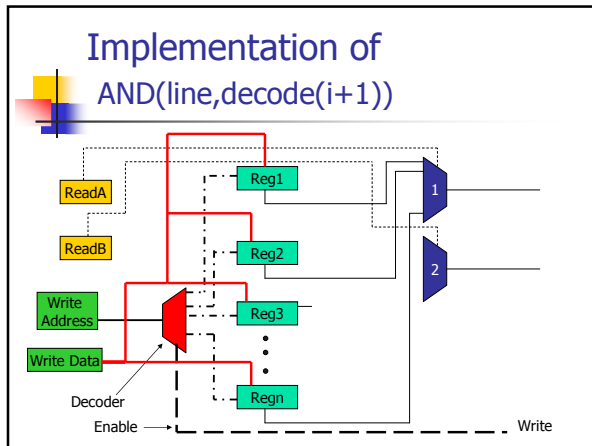 Implementation of
AND(line,decode(i+1))
Reg1
1
ReadA
ReadB
Reg2
2
Write
Address
Reg3
Write Data
Decoder
Regn
Enable
Write